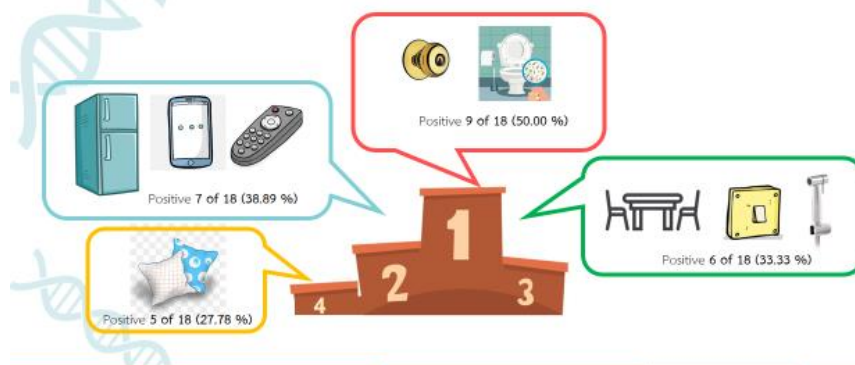 Positive 9 of 18 (50.00 %)
Positive 7 of 18 (38.89 %)
Positive 6 of 18 (33.33 %)
Positive 5 of 18 (27.78 %)
1
2
3
4